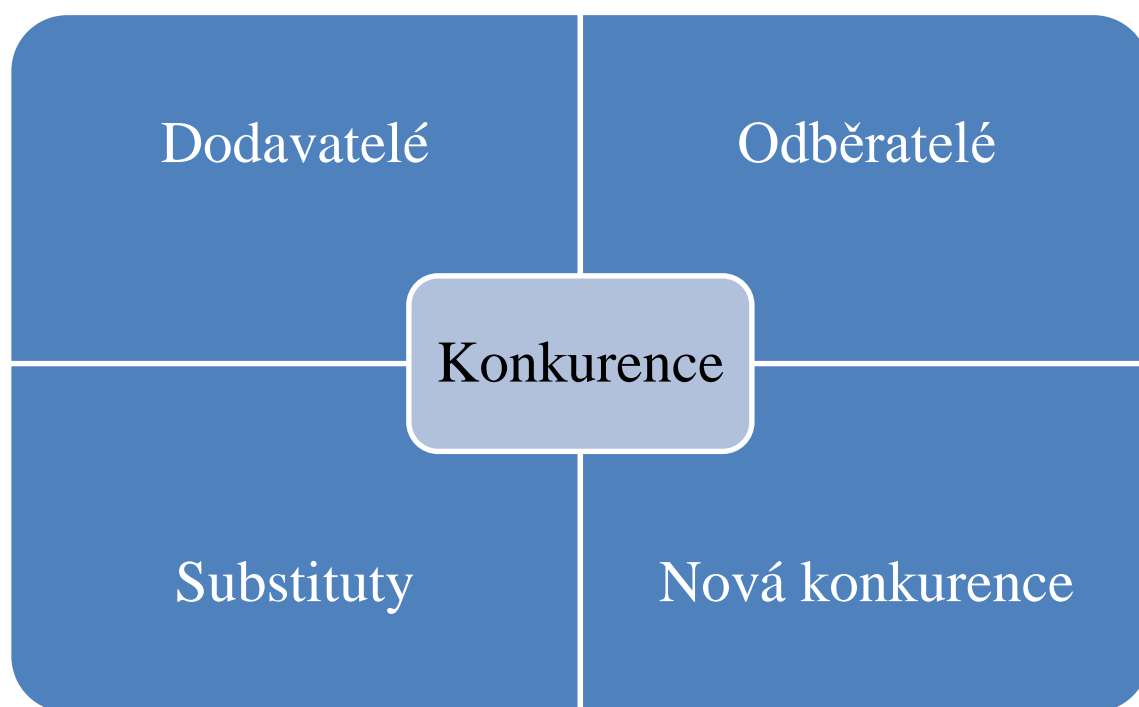 Dodavatelé
Odběratelé
Konkurence
Substituty
Nová konkurence